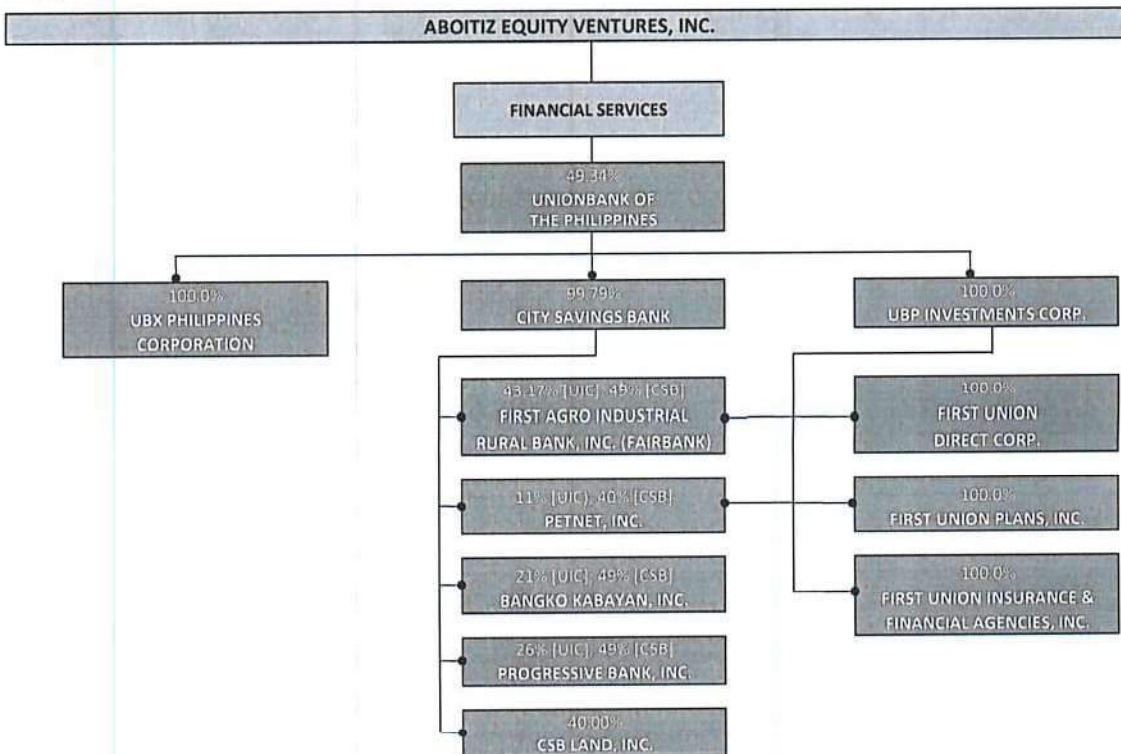 ABOITIZ EQUITY VENTURES, INC.
FINANCIAL SERVICES
49.34%
UNIONBANK OF
THE PHILIPPINES
100.0%
UBX PHILIPPINES
CORPORATION
99.79%
CITY SAVINGS BANK
100.0%
UBP INVESTMENTS CORP.
43.17% [UIC], 49% [CSB]
FIRST AGRO INDUSTRIAL
RURAL BANK, INC. (FAIRBANK)
11% [UIC), 40% [CSB]
PETNET, INC.
21% [UIC], 49% [CSB]
BANGKO KABAYAN, INC.
26% [UIC], 49% [CSB]
PROGRESSIVE BANK, INC.
40.00%
CSB LAND, INC.
100.0%
FIRST UNION
DIRECT CORP.
100.0%
FIRST UNION PLANS, INC.
100.0%
FIRST UNION INSURANCE &
FINANCIAL AGENCIES, INC.